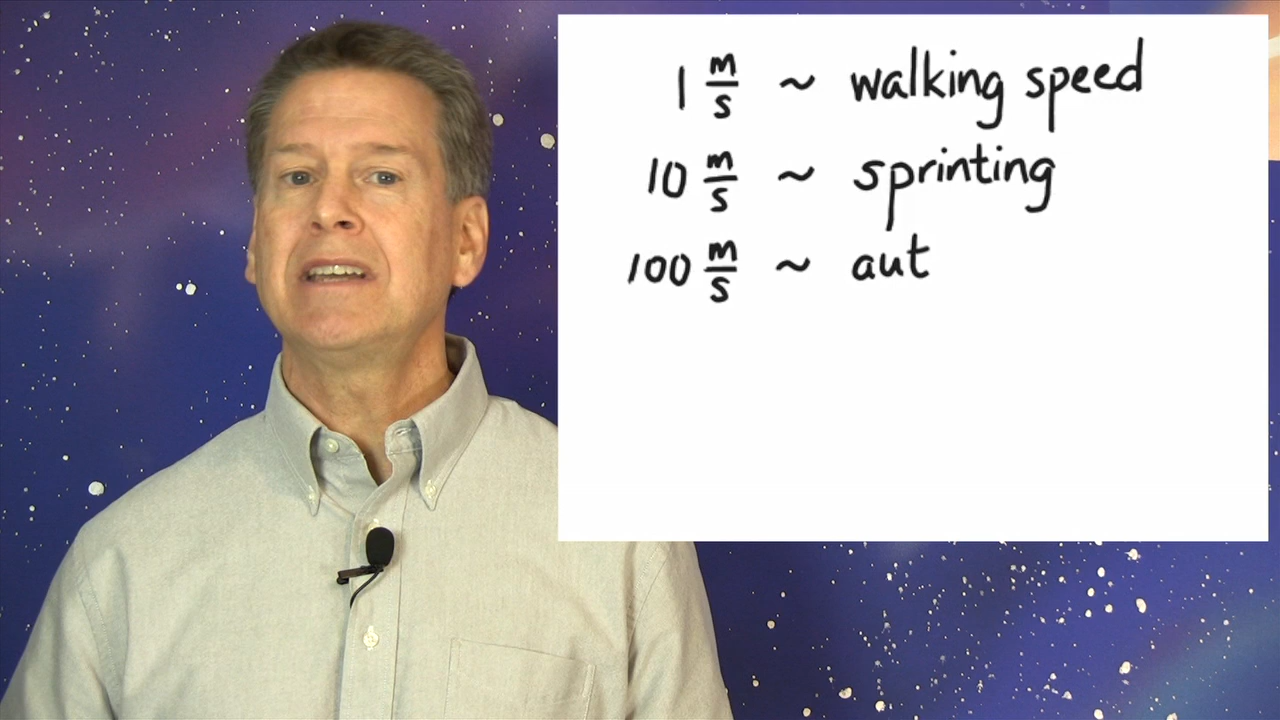 1 m/s ~ walking speed
10 m/s ~ sprinting
100 m/s ~ aut